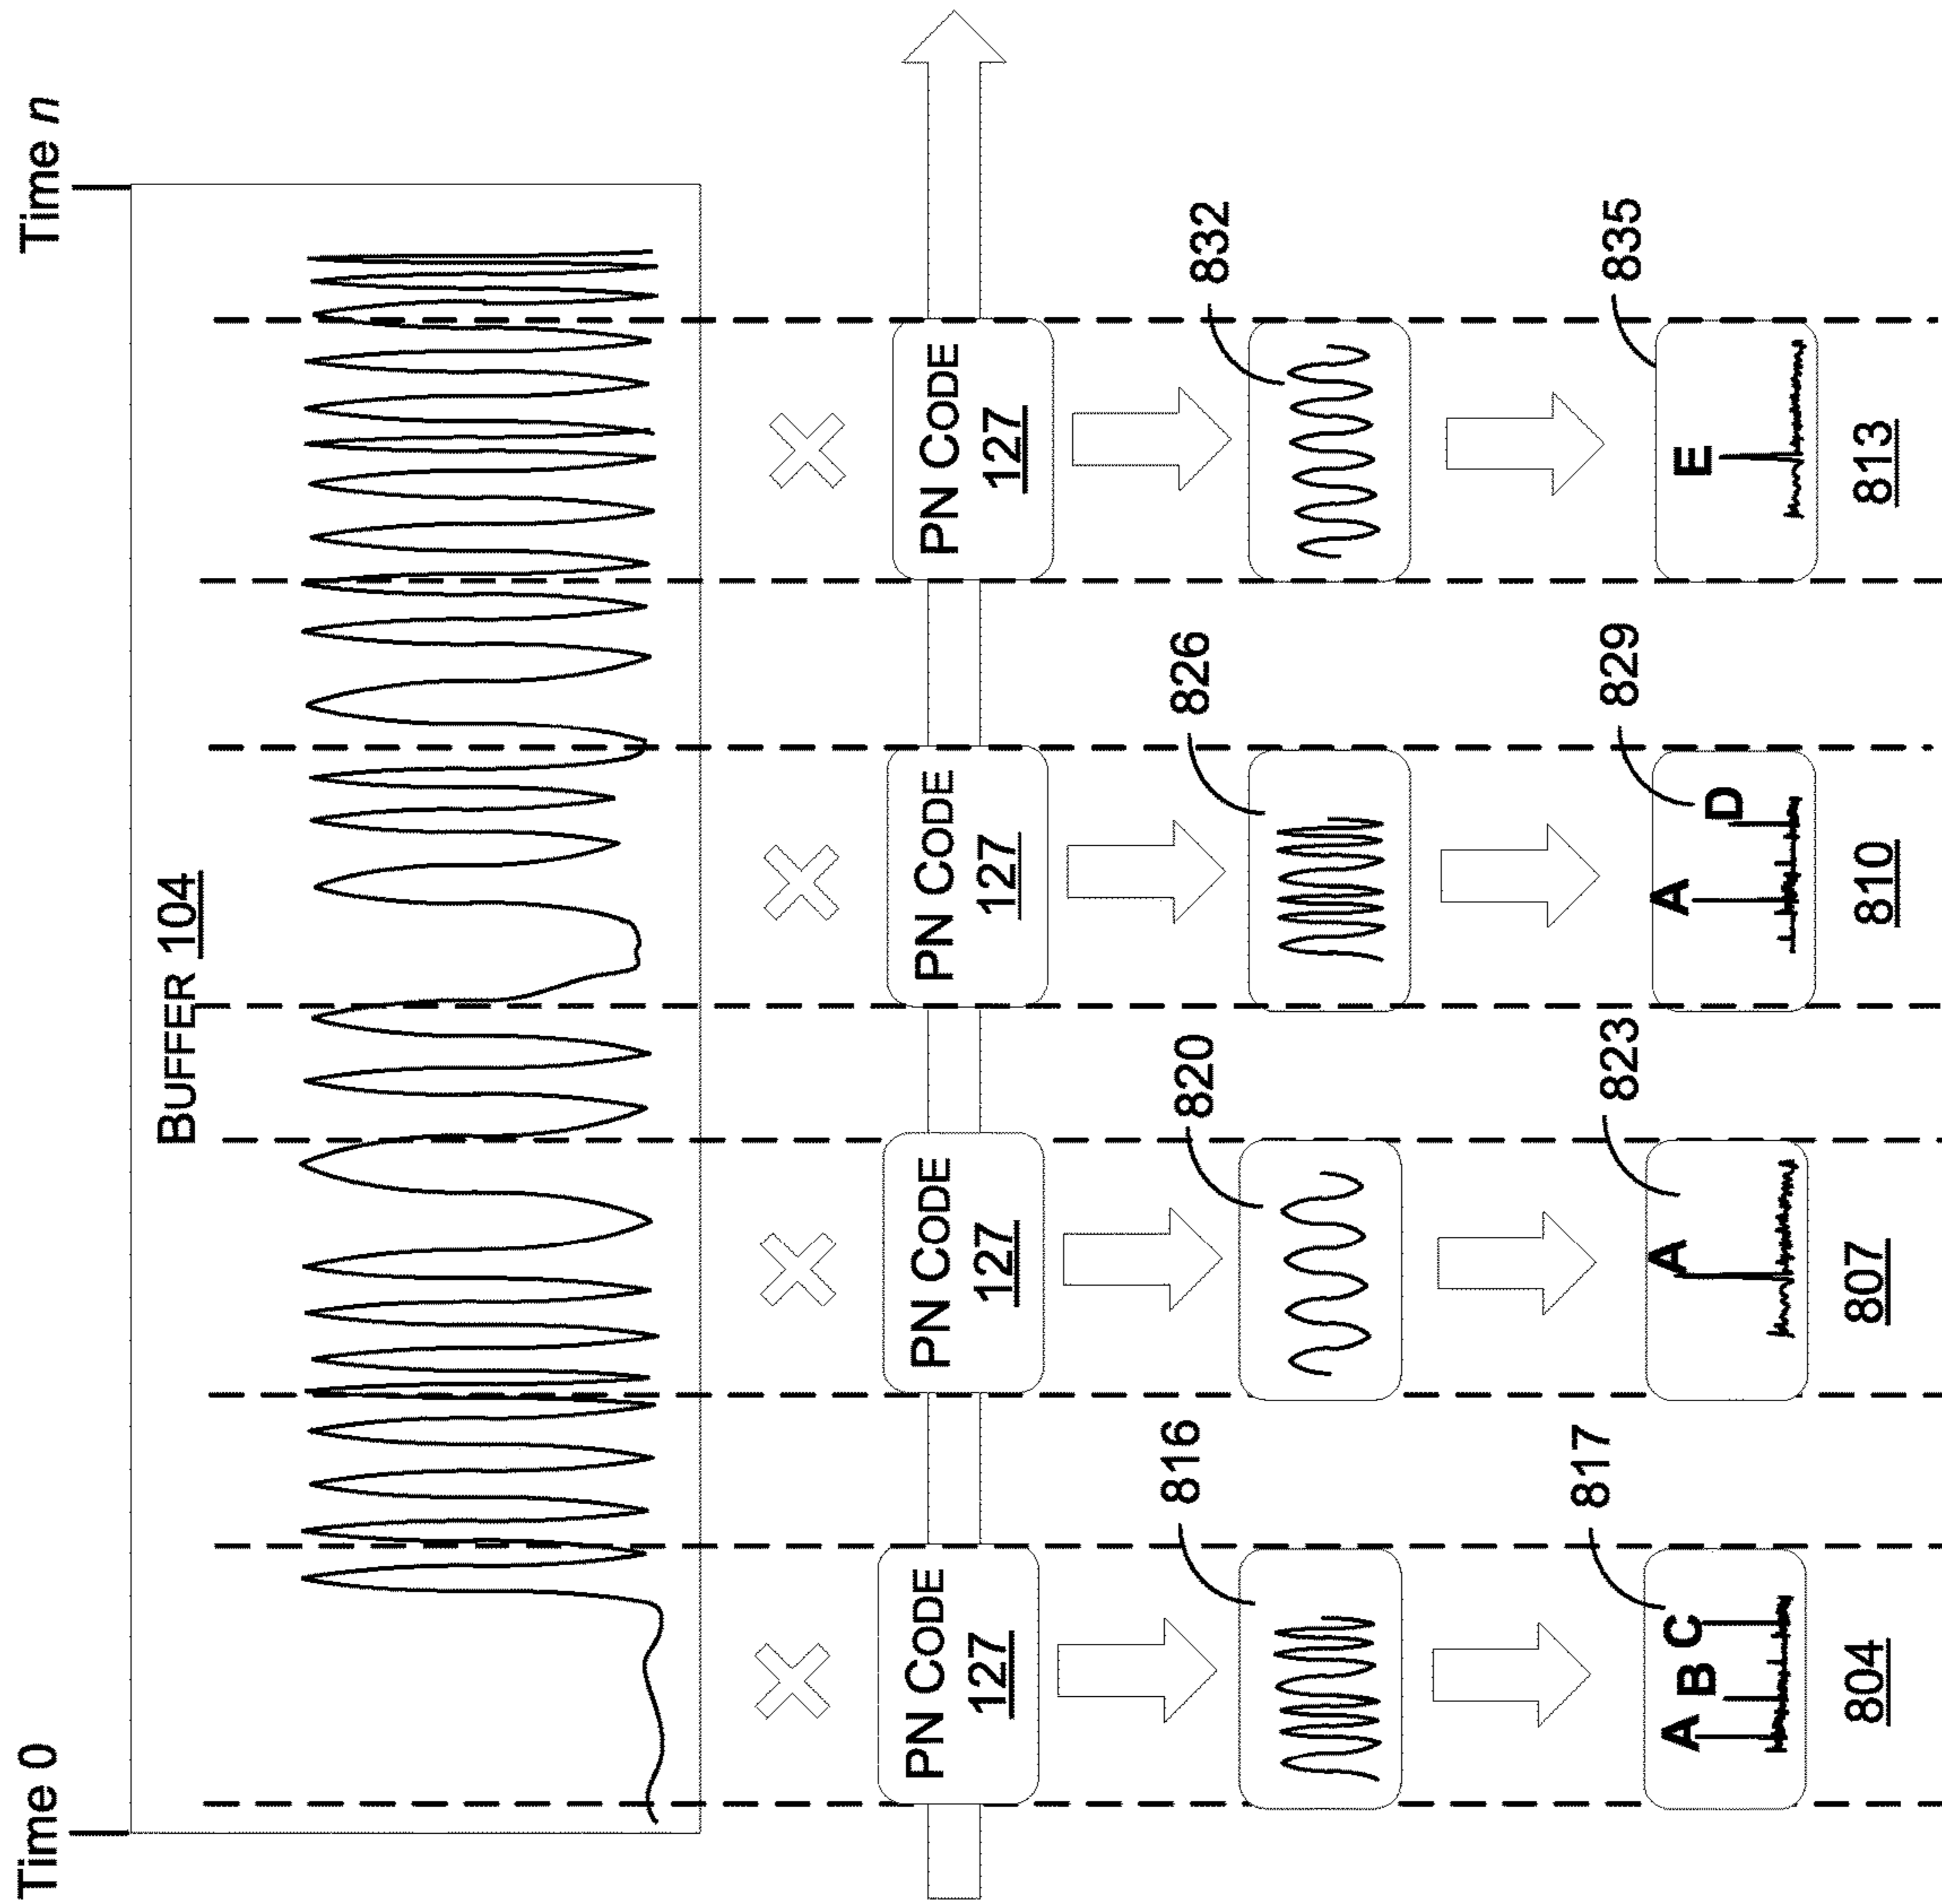 Time 0
Time n
BUFFER 104
PN CODE
127
PN CODE
127
PN CODE
127
PN CODE
127
816
820
826
832
817
823
829
835
A B C
A
A D
E
804
807
810
813